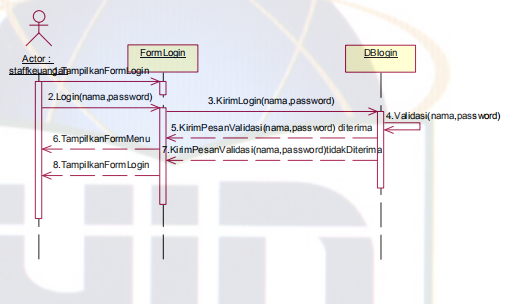 FormLogin
DBlogin
Actor :
staffkeuangan
1.TampilkanFormLogin
2.Login(nama,password)
3.KirimLogin(nama,password)
4.Validasi(nama,password)
5.KirimPesanValidasi(nama,password) diterima
6.TampilkanFormMenu
7.KirimPesanValidasi(nama,password)tidakDiterima
8.TampilkanFormLogin